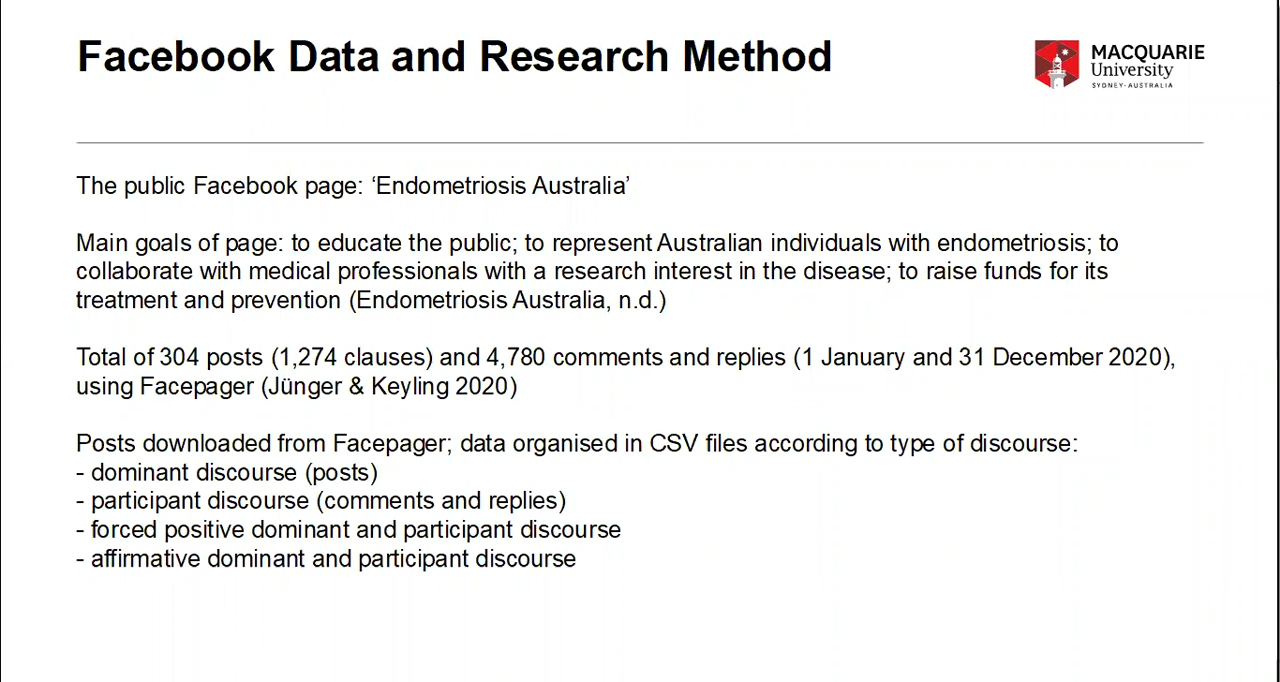 Facebook Data and Research Method
MACQUARIE
University
SYDNEY·AUSTRALIA
The public Facebook page: ‘Endometriosis Australia’
Main goals of page: to educate the public; to represent Australian individuals with endometriosis; to
collaborate with medical professionals with a research interest in the disease; to raise funds for its
treatment and prevention (Endometriosis Australia, n.d.)
Total of 304 posts (1,274 clauses) and 4,780 comments and replies (1 January and 31 December 2020),
using Facepager (Jünger & Keyling 2020)
Posts downloaded from Facepager; data organised in CSV files according to type of discourse:
- dominant discourse (posts)
- participant discourse (comments and replies)
- forced positive dominant and participant discourse
- affirmative dominant and participant discourse